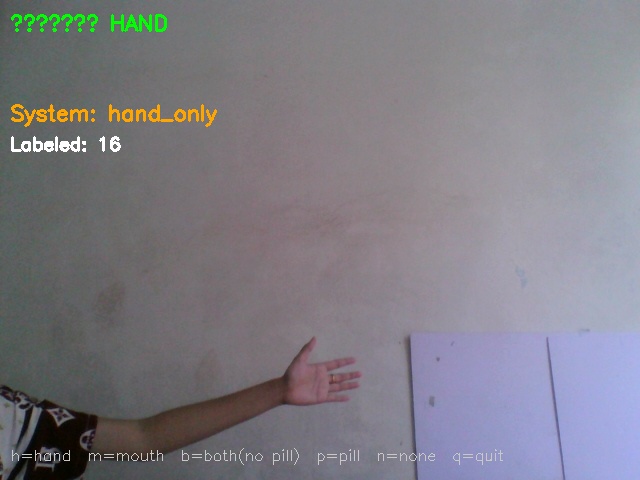 ??????? HAND
System: hand_only
Labeled: 16
h=hand m=mouth b=both(no pill) p=pill n=none q=quit